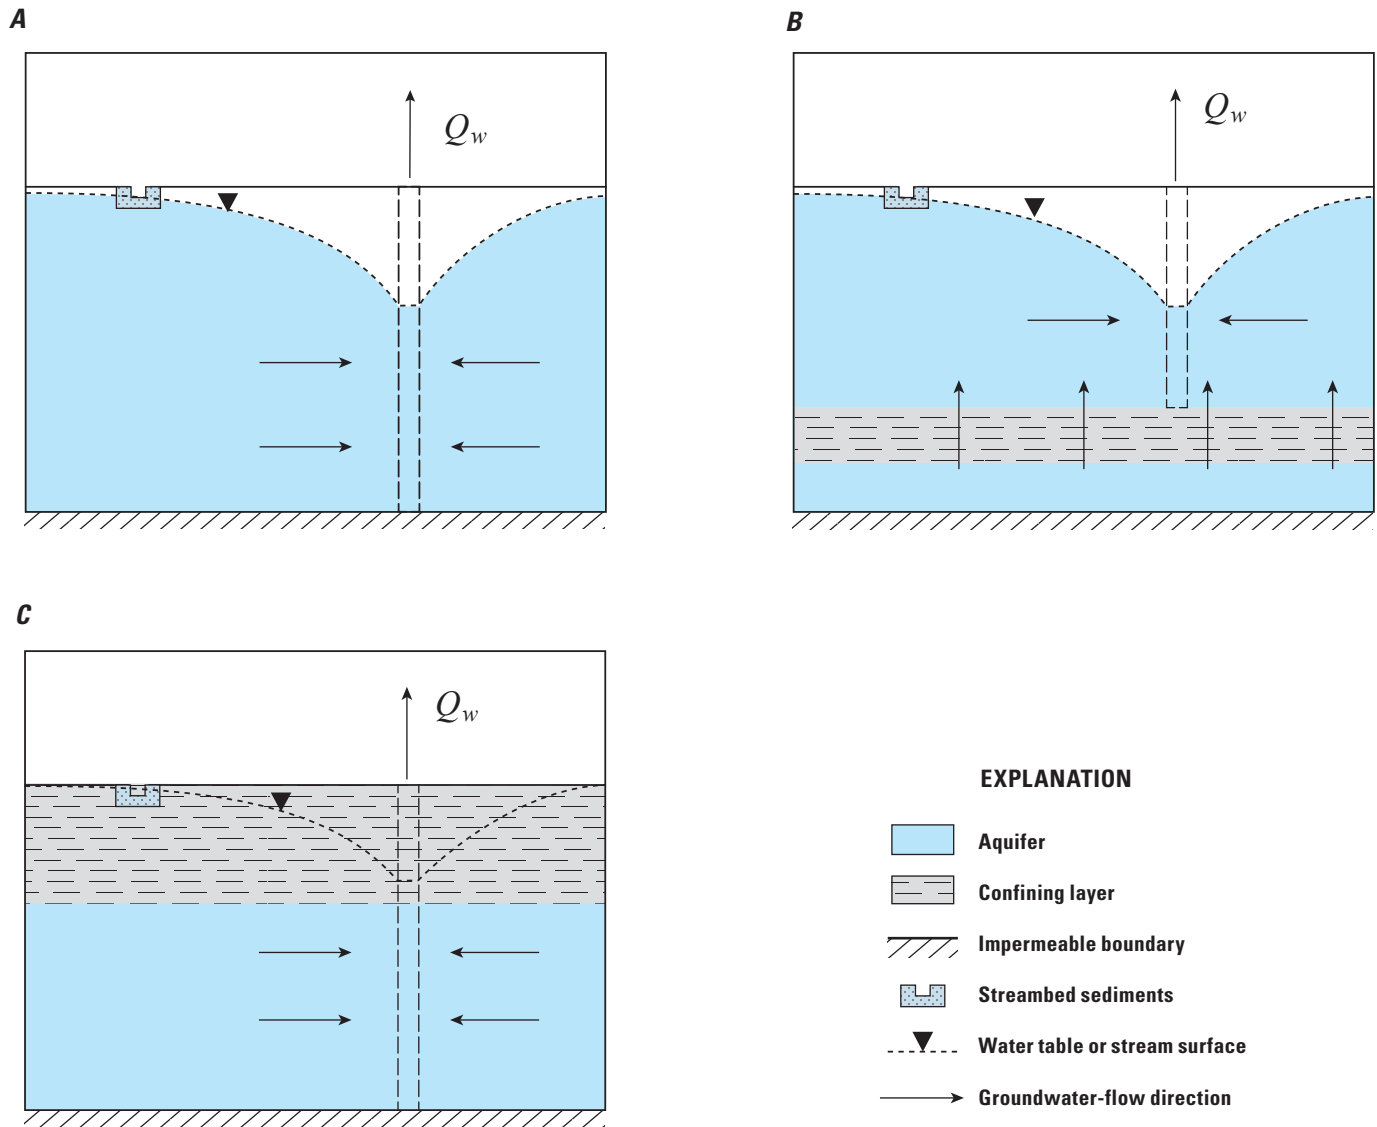 A
B
Qw
Qw
C
Qw
EXPLANATION
Aquifer
Confining layer
Impermeable boundary
Streambed sediments
Water table or stream surface
Groundwater-flow direction